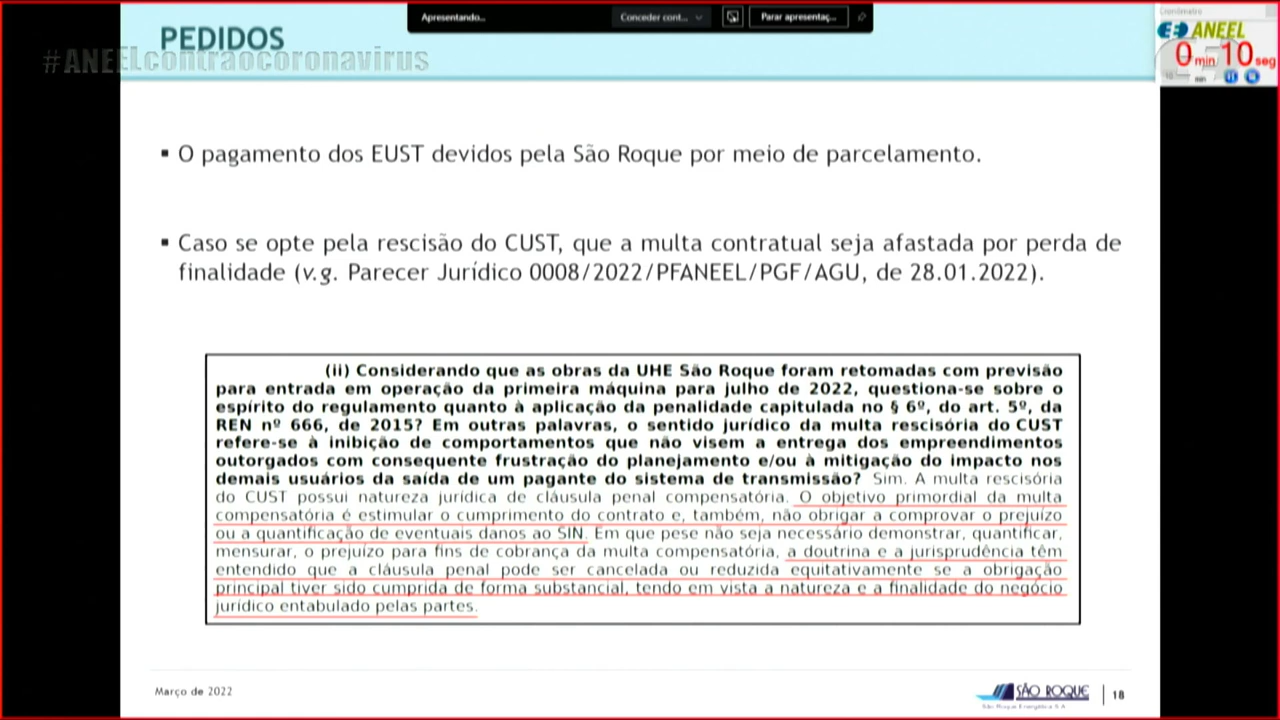 Apresentando...
Conceder cont...
Parar apresentaç...
Cronômetro
ANEEL
0 min 10 seg
PEDIDOS
#ANEELcontraocoronavirus
▪ O pagamento dos EUST devidos pela São Roque por meio de parcelamento.
▪ Caso se opte pela rescisão do CUST, que a multa contratual seja afastada por perda de
finalidade (v.g. Parecer Jurídico 0008/2022/PFANEEL/PGF/AGU, de 28.01.2022).
(ii) Considerando que as obras da UHE São Roque foram retomadas com previsão
para entrada em operação da primeira máquina para julho de 2022, questiona-se sobre o
espírito do regulamento quanto à aplicação da penalidade capitulada no § 6º, do art. 5º, da
REN nº 666, de 2015? Em outras palavras, o sentido jurídico da multa rescisória do CUST
refere-se à inibição de comportamentos que não visem a entrega dos empreendimentos
outorgados com consequente frustração do planejamento e/ou à mitigação do impacto nos
demais usuários da saída de um pagante do sistema de transmissão? Sim. A multa rescisória
do CUST possui natureza jurídica de cláusula penal compensatória. O objetivo primordial da multa
compensatória é estimular o cumprimento do contrato e, também, não obrigar a comprovar o prejuízo
ou a quantificação de eventuais danos ao SIN. Em que pese não seja necessário demonstrar, quantificar,
mensurar, o prejuízo para fins de cobrança da multa compensatória, a doutrina e a jurisprudência têm
entendido que a cláusula penal pode ser cancelada ou reduzida equitativamente se a obrigação
principal tiver sido cumprida de forma substancial, tendo em vista a natureza e a finalidade do negócio
jurídico entabulado pelas partes.
Março de 2022
SÃO ROQUE
São Roque Energética S.A
18